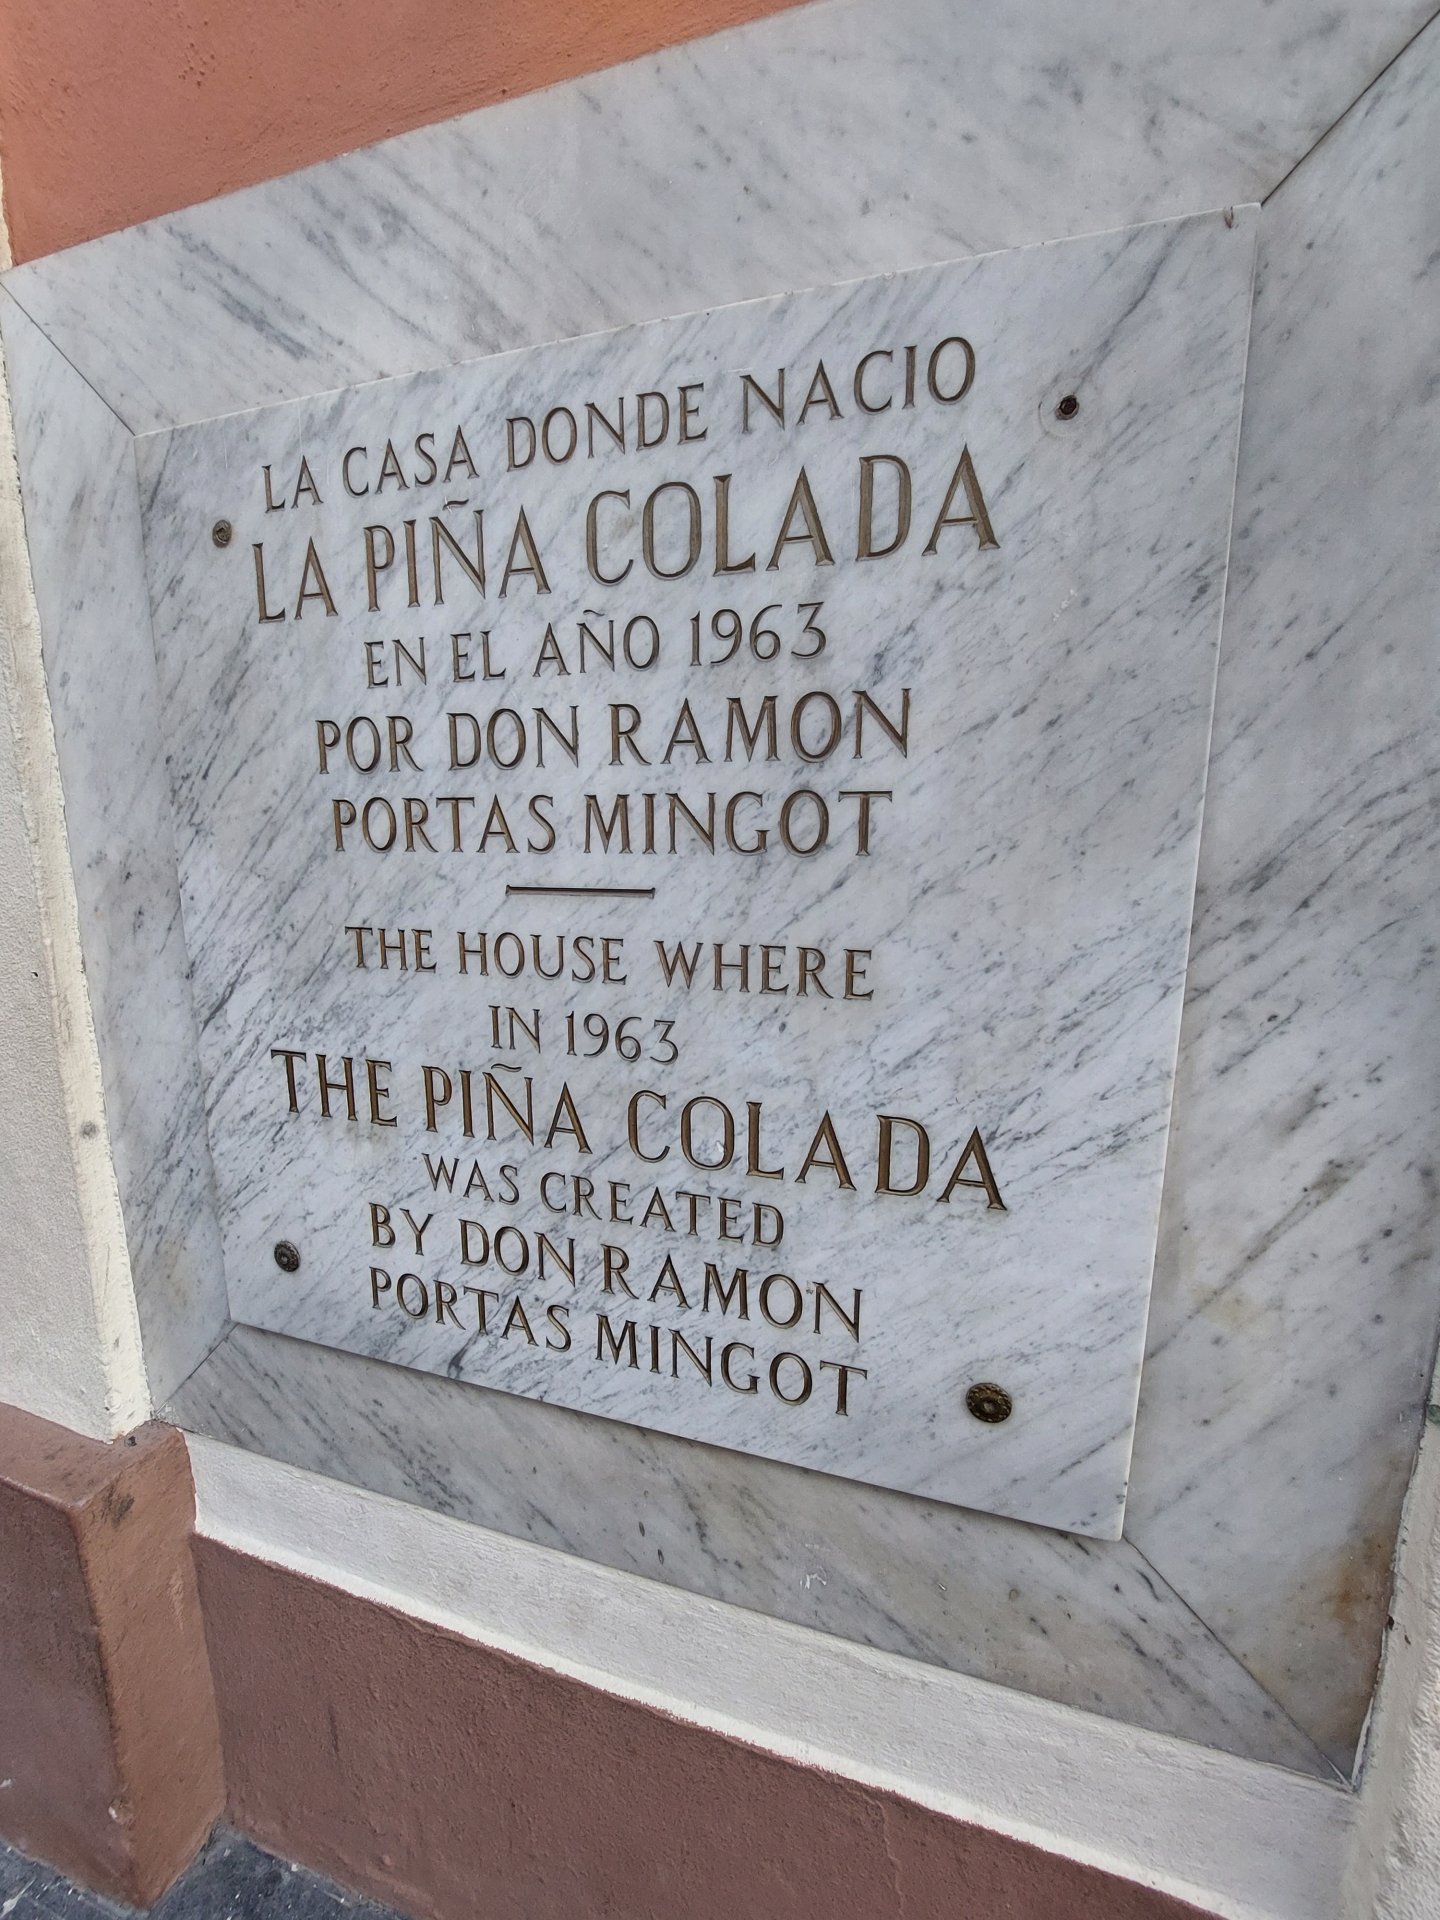 LA CASA DONDE NACIO
LA PIÑA COLADA
EN EL AÑO 1963
POR DON RAMON
PORTAS MINGOT
THE HOUSE WHERE
IN 1963
THE PIÑA COLADA
WAS CREATED
BY DON RAMON
PORTAS MINGOT